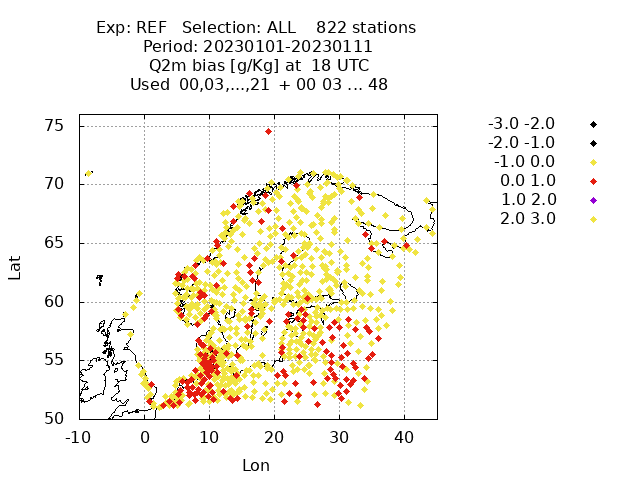 Exp: REF   Selection: ALL    822 stations
Period: 20230101-20230111
Q2m bias [g/Kg] at  18 UTC
Used  00,03,...,21  + 00 03 ... 48
-3.0 -2.0
-2.0 -1.0
-1.0 0.0
0.0 1.0
1.0 2.0
2.0 3.0
75
70
65
60
55
50
Lat
-10 0 10 20 30 40
Lon